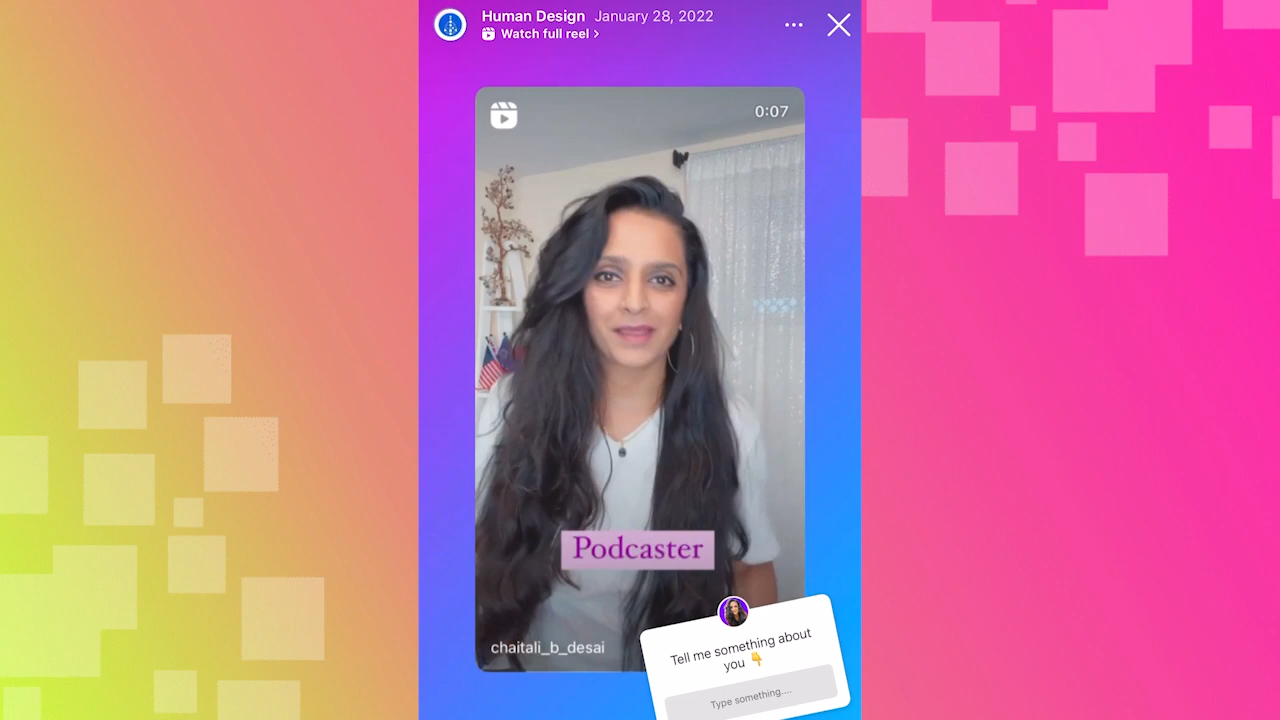 Human Design January 28, 2022
Watch full reel >
0:07
Podcaster
chaitali_b_desai
Tell me something about
you 👇
Type something....